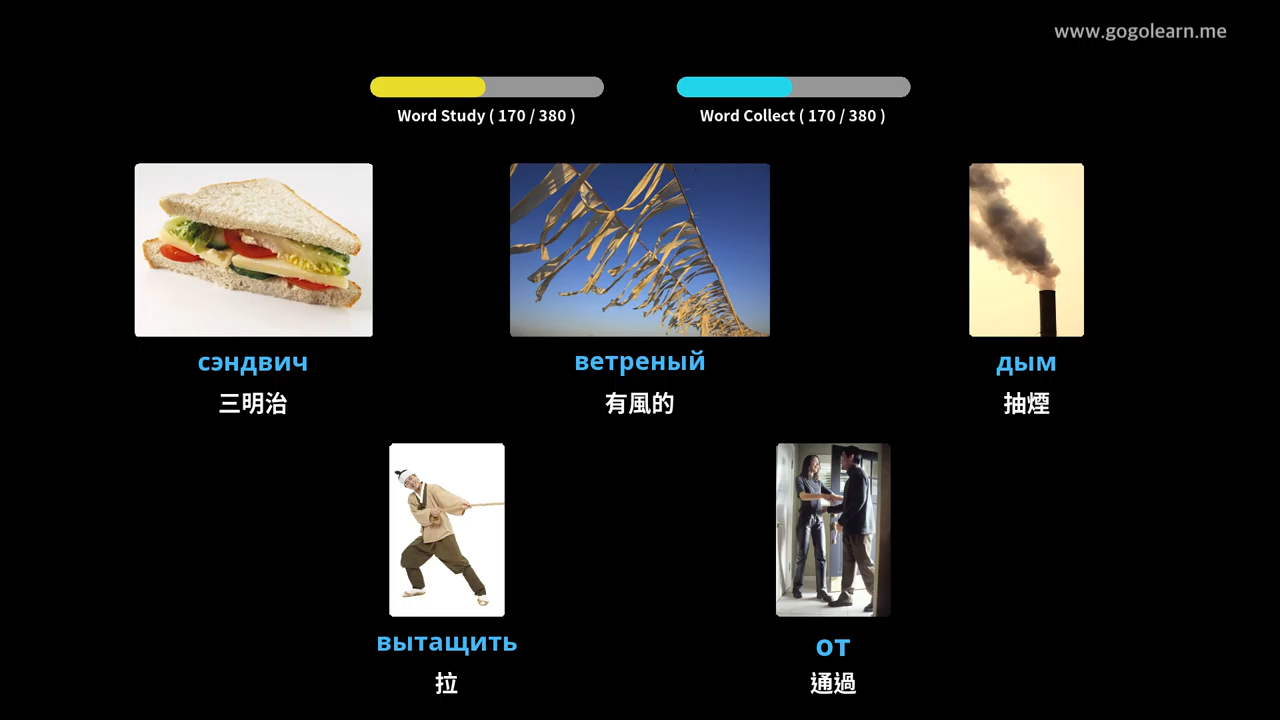 www.gogolearn.me
Word Study ( 170 / 380 )
Word Collect ( 170 / 380 )
сэндвич
ветреный
дым
三明治
有風的
抽煙
вытащить
от
拉
通過